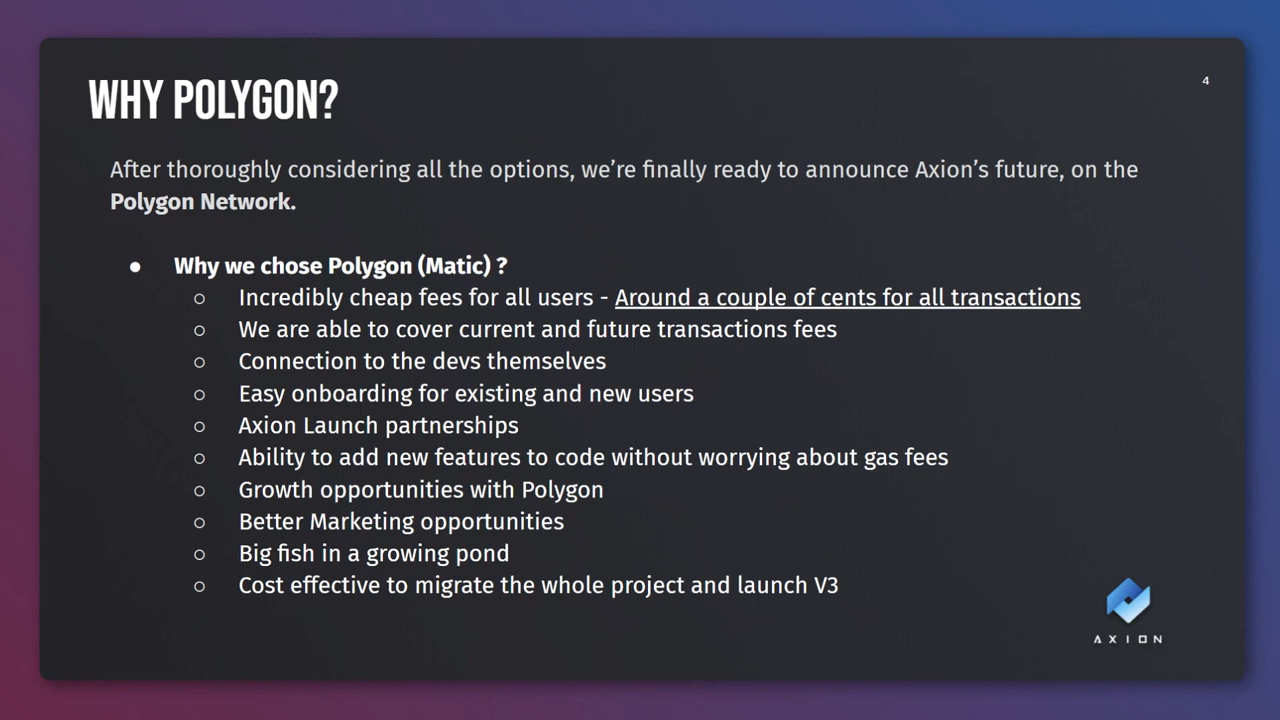 WHY POLYGON?
4
After thoroughly considering all the options, we’re finally ready to announce Axion’s future, on the
Polygon Network.
● Why we chose Polygon (Matic) ?
○ Incredibly cheap fees for all users - Around a couple of cents for all transactions
○ We are able to cover current and future transactions fees
○ Connection to the devs themselves
○ Easy onboarding for existing and new users
○ Axion Launch partnerships
○ Ability to add new features to code without worrying about gas fees
○ Growth opportunities with Polygon
○ Better Marketing opportunities
○ Big fish in a growing pond
○ Cost effective to migrate the whole project and launch V3
AXION